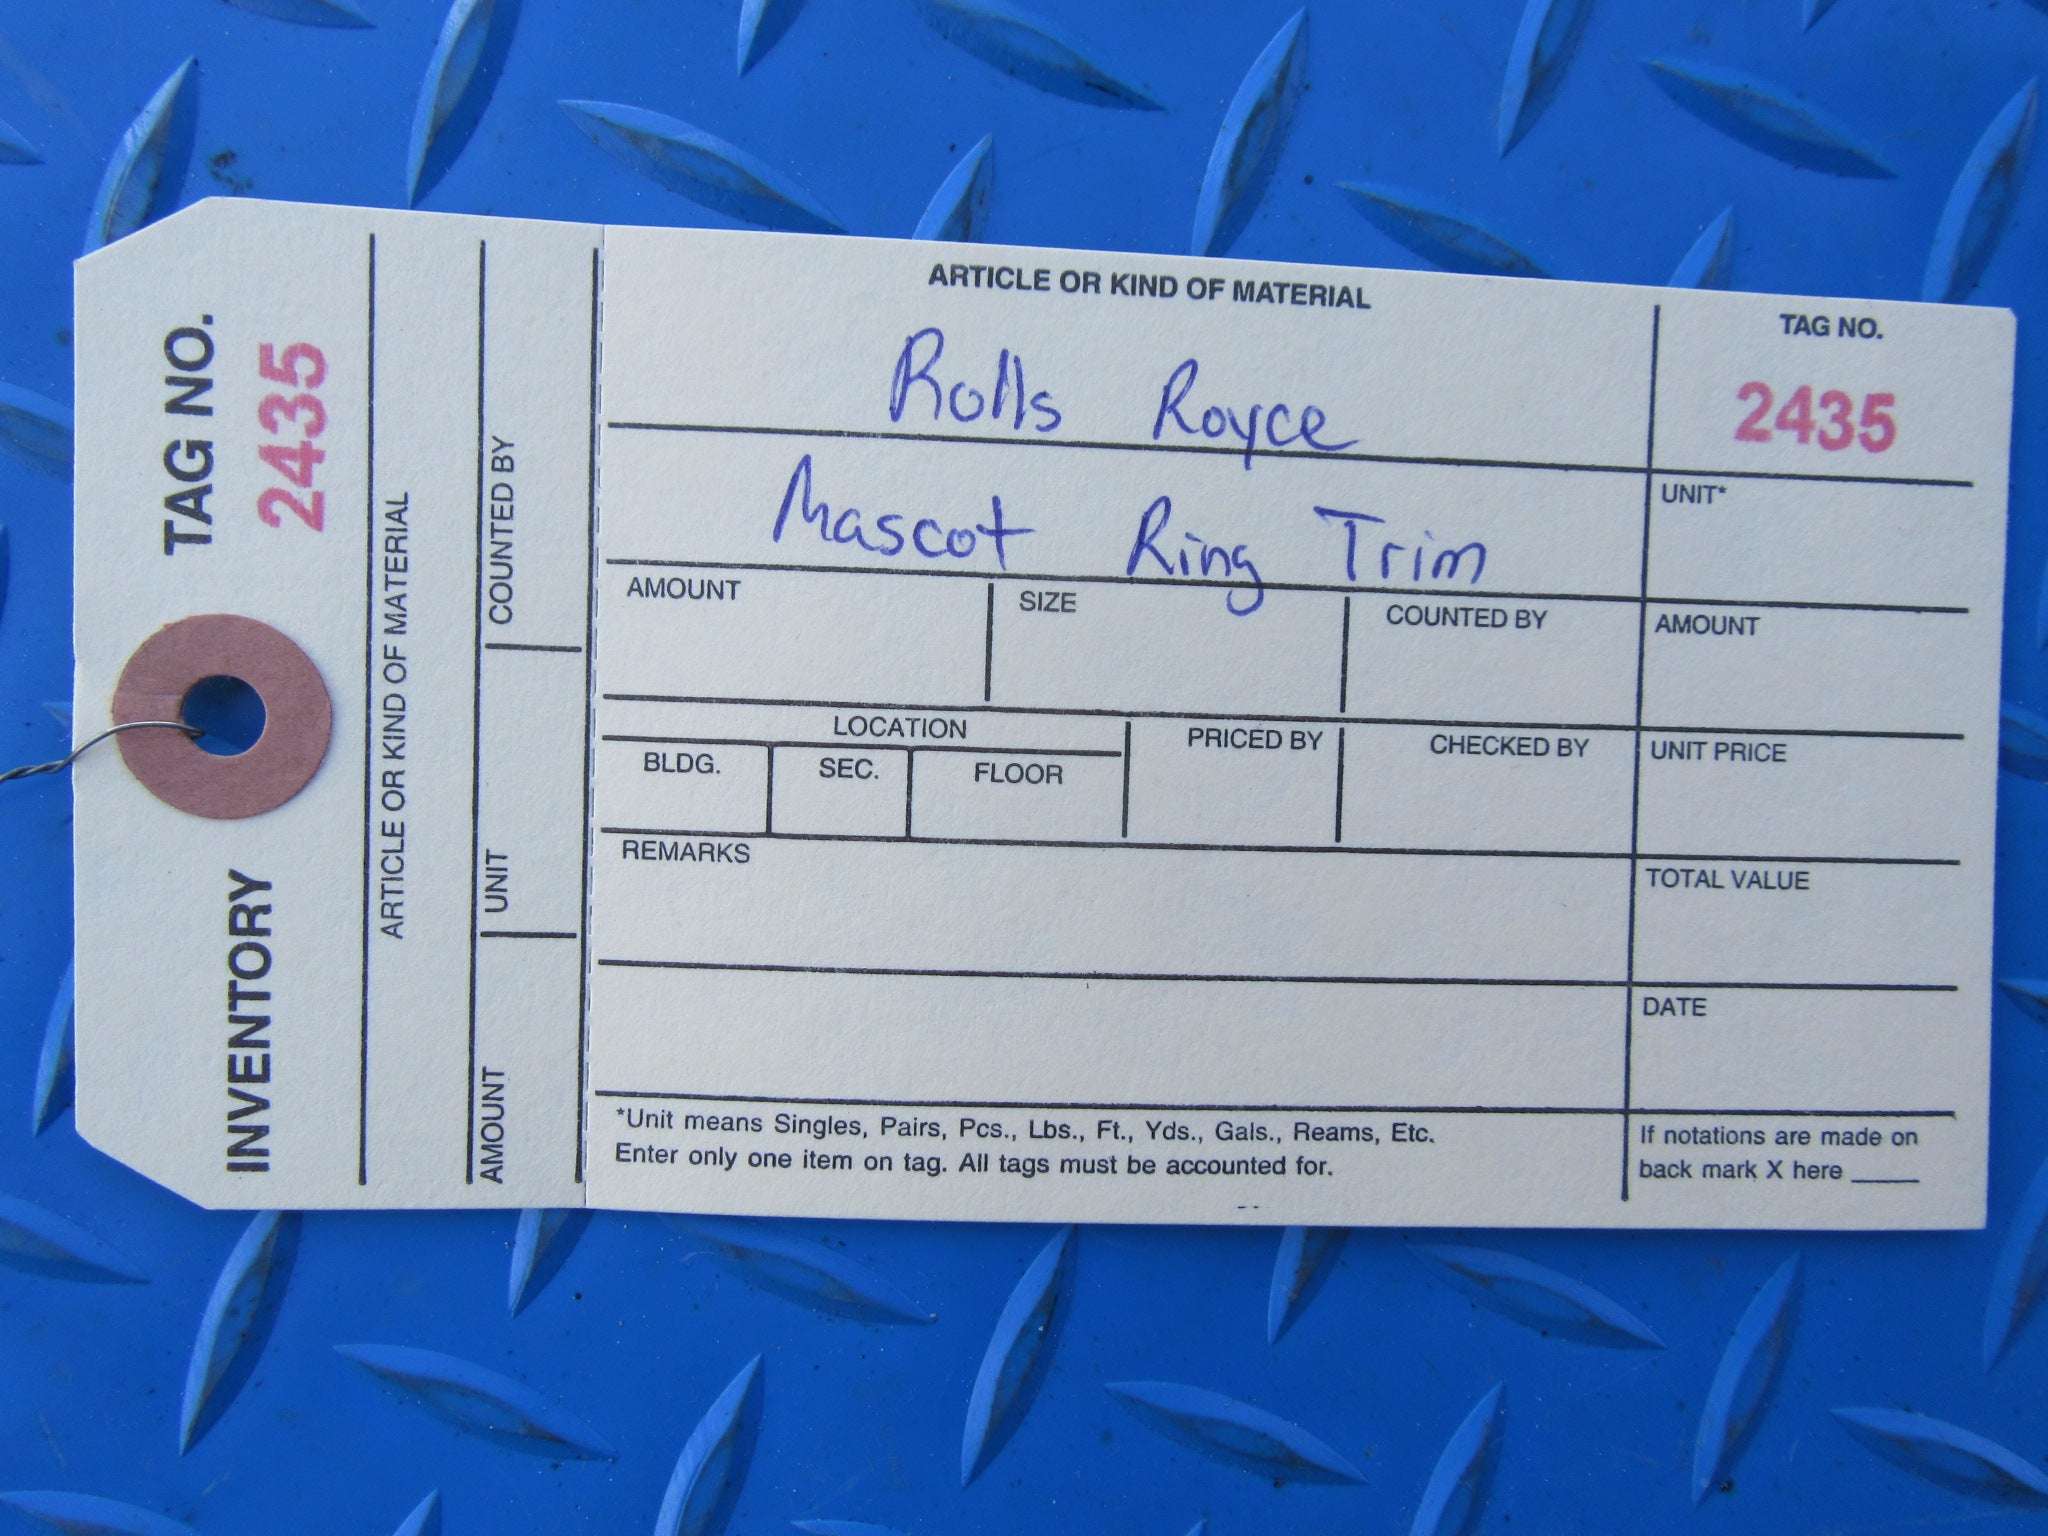 INVENTORY TAG NO.
2435
ARTICLE OR KIND OF MATERIAL
AMOUNT UNIT COUNTED BY
ARTICLE OR KIND OF MATERIAL
Rolls Royce
Mascot Ring Trim
TAG NO.
2435
UNIT*
AMOUNT SIZE COUNTED BY AMOUNT
LOCATION PRICED BY CHECKED BY UNIT PRICE
BLDG. SEC. FLOOR
REMARKS
TOTAL VALUE
DATE
*Unit means Singles, Pairs, Pcs., Lbs., Ft., Yds., Gals., Reams, Etc.
Enter only one item on tag. All tags must be accounted for.
If notations are made on
back mark X here _____